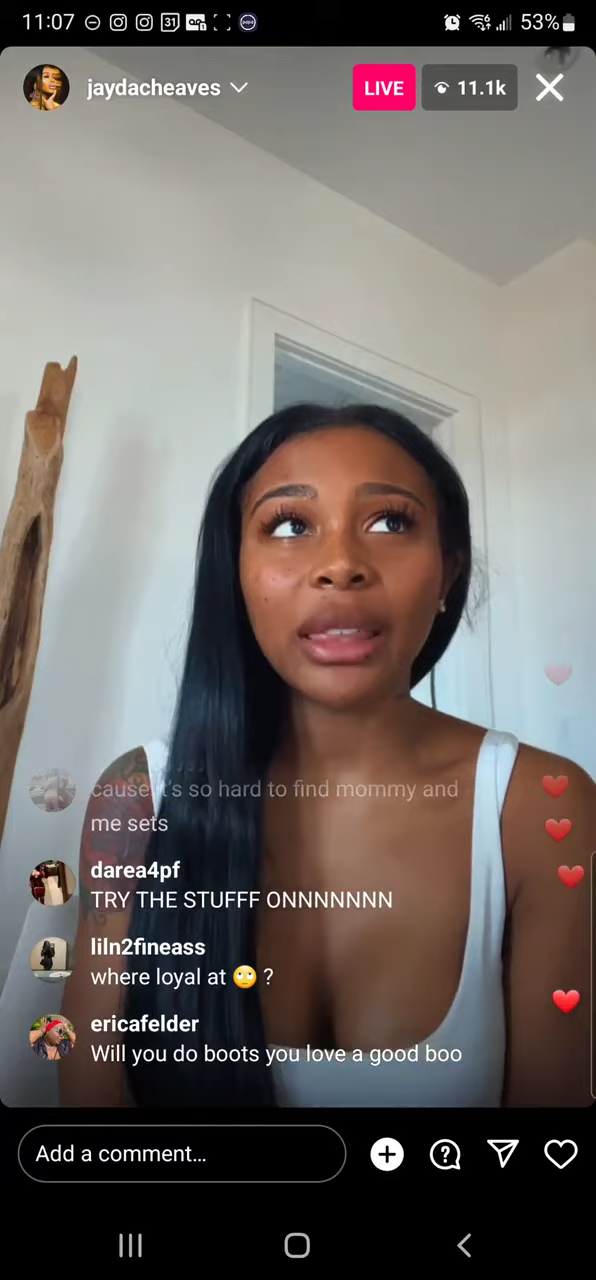 11:07
31
53%
jaydacheaves
LIVE
11.1k
cause it's so hard to find mommy and
me sets
darea4pf
TRY THE STUFFF ONNNNNNN
liln2fineass
where loyal at 🙄 ?
ericafelder
Will you do boots you love a good boo
Add a comment…